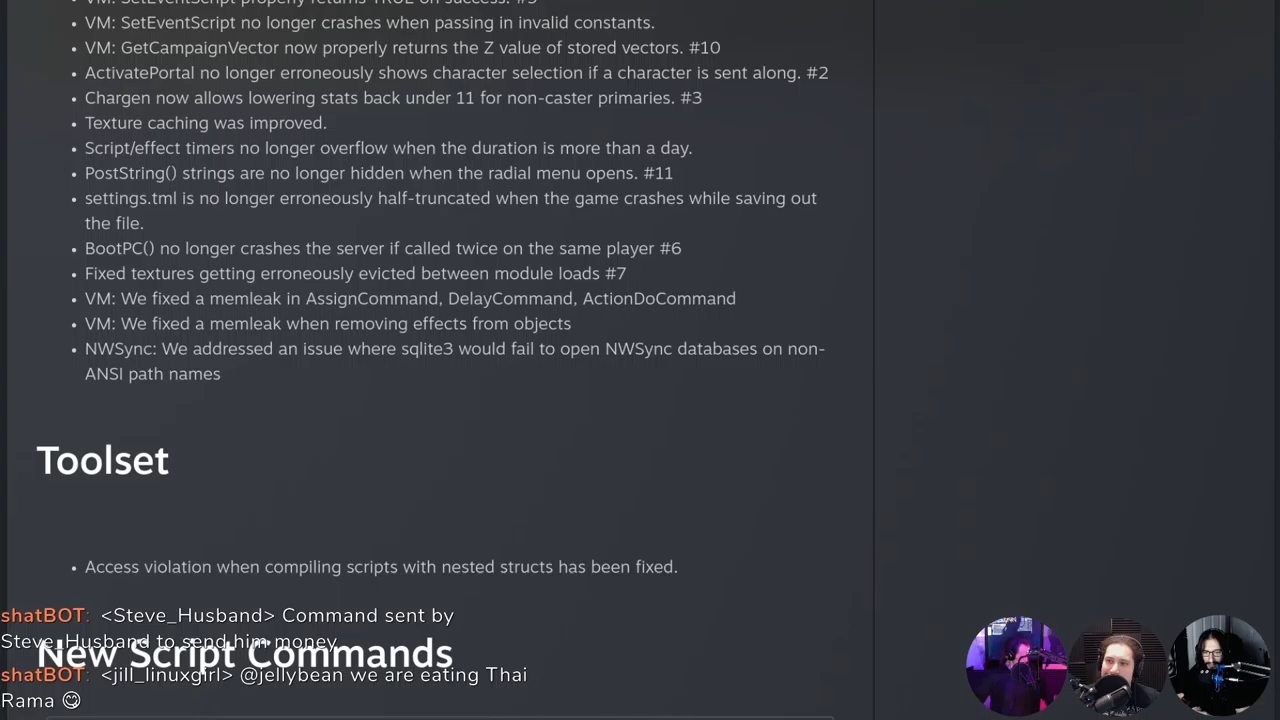 • VM: SetEventScript properly returns TRUE on success. #5
• VM: SetEventScript no longer crashes when passing in invalid constants.
• VM: GetCampaignVector now properly returns the Z value of stored vectors. #10
• ActivatePortal no longer erroneously shows character selection if a character is sent along. #2
• Chargen now allows lowering stats back under 11 for non-caster primaries. #3
• Texture caching was improved.
• Script/effect timers no longer overflow when the duration is more than a day.
• PostString() strings are no longer hidden when the radial menu opens. #11
• settings.tml is no longer erroneously half-truncated when the game crashes while saving out
the file.
• BootPC() no longer crashes the server if called twice on the same player #6
• Fixed textures getting erroneously evicted between module loads #7
• VM: We fixed a memleak in AssignCommand, DelayCommand, ActionDoCommand
• VM: We fixed a memleak when removing effects from objects
• NWSync: We addressed an issue where sqlite3 would fail to open NWSync databases on non-
ANSI path names
Toolset
• Access violation when compiling scripts with nested structs has been fixed.
shatBOT: <Steve_Husband> Command sent by
Steve_Husband to send him money
New Script Commands
shatBOT: <jill_linuxgirl> @jellybean we are eating Thai
Rama 😋